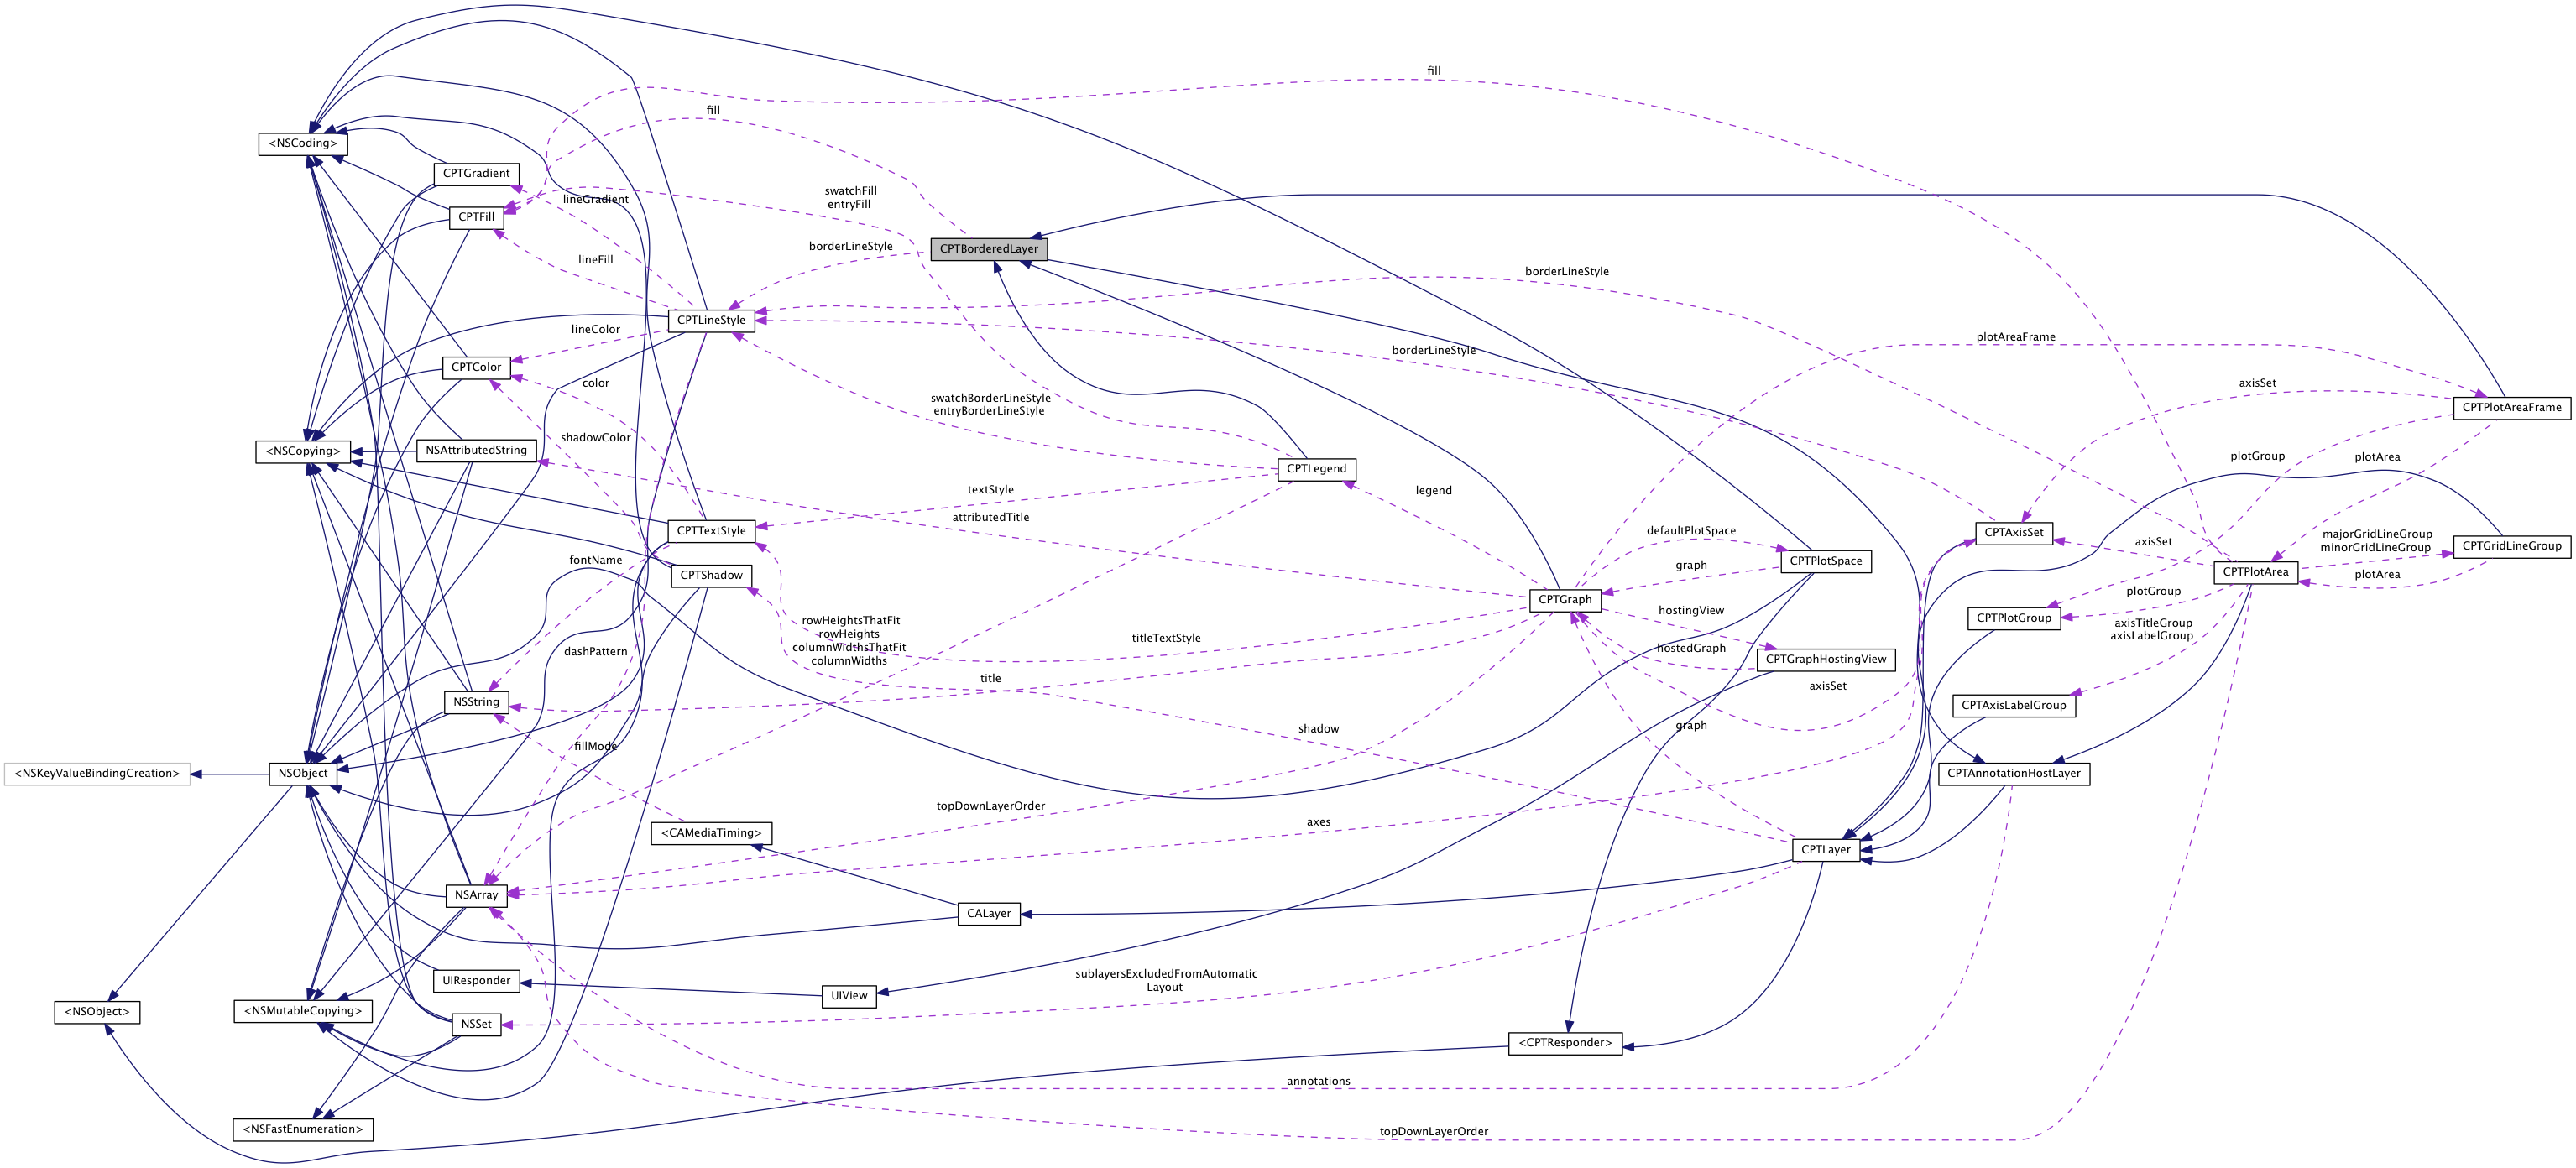 fill
fill
<NSCoding>
CPTGradient
swatchFill
entryFill
lineGradient
CPTFill
borderLineStyle
CPTBorderedLayer
lineFill
borderLineStyle
CPTLineStyle
lineColor
plotAreaFrame
borderLineStyle
CPTColor
color
axisSet
swatchBorderLineStyle
entryBorderLineStyle
CPTPlotAreaFrame
shadowColor
<NSCopying>
NSAttributedString
CPTLegend
plotGroup
plotArea
textStyle
legend
attributedTitle
CPTTextStyle
defaultPlotSpace
CPTAxisSet
axisSet
majorGridLineGroup
minorGridLineGroup
CPTGridLineGroup
fontName
CPTShadow
graph
CPTPlotSpace
CPTPlotArea
plotArea
CPTGraph
plotGroup
hostingView
CPTPlotGroup
rowHeightsThatFit
rowHeights
columnWidthsThatFit
columnWidths
axisTitleGroup
axisLabelGroup
titleTextStyle
dashPattern
hostedGraph
CPTGraphHostingView
title
axisSet
NSString
CPTAxisLabelGroup
shadow
graph
fillMode
<NSKeyValueBindingCreation>
NSObject
CPTAnnotationHostLayer
topDownLayerOrder
axes
<CAMediaTiming>
CPTLayer
NSArray
CALayer
UIResponder
sublayersExcludedFromAutomatic
Layout
UIView
<NSObject>
<NSMutableCopying>
NSSet
<CPTResponder>
annotations
<NSFastEnumeration>
topDownLayerOrder